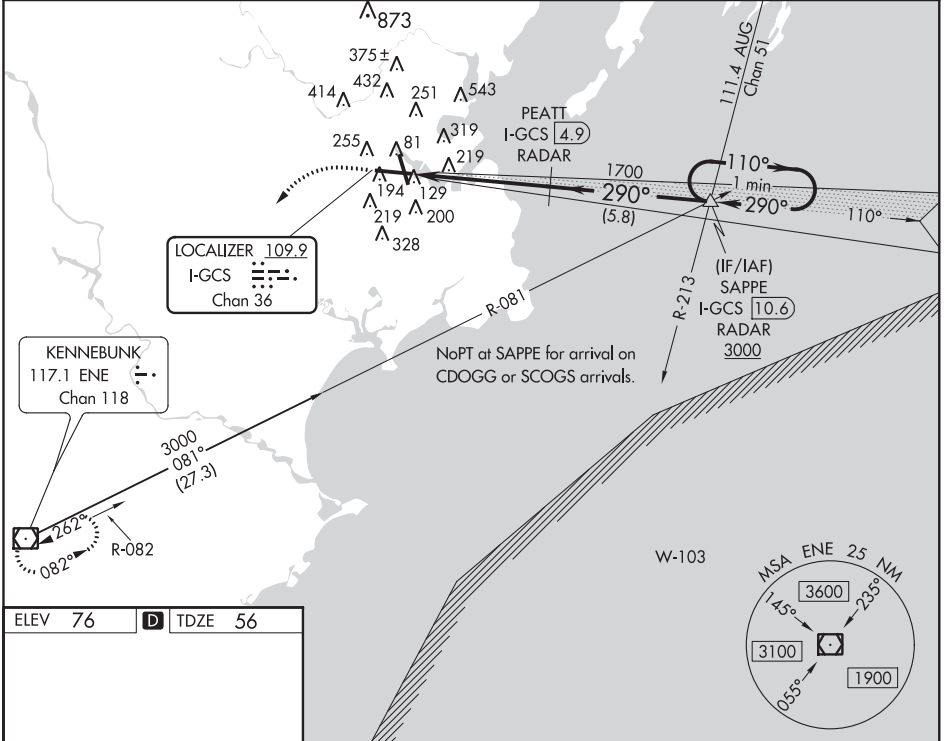 873
375±
432
414
251
543
319
255
81
219
194
129
219
200
328
PEATT
I-GCS 4.9
RADAR
111.4 AUG
Chan 51
1700
290°
(5.8)
110°
1 min
290°
110°
LOCALIZER 109.9
I-GCS
Chan 36
(IF/IAF)
SAPPE
I-GCS 10.6
RADAR
3000
R-213
R-081
NoPT at SAPPE for arrival on
CDOGG or SCOGS arrivals.
KENNEBUNK
117.1 ENE
Chan 118
3000
081°
(27.3)
262°
082°
R-082
W-103
MSA ENE 25 NM
3600
145°
235°
3100
1900
055°
ELEV 76 D TDZE 56